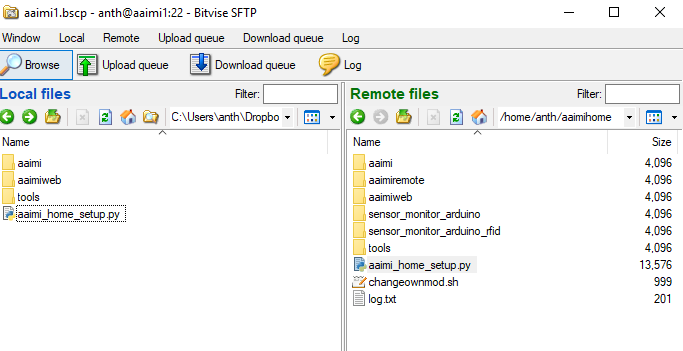 aaimi1.bscp - anth@aaimi1:22 - Bitvise SFTP
Window Local Remote Upload queue Download queue Log
Browse Upload queue Download queue Log
Local files Filter: Remote files Filter:
C:\Users\anth\Dropbo /home/anth/aaimihome
Name
aaimi
aaimiweb
tools
aaimi_home_setup.py
Name Size
aaimi 4,096
aaimiremote 4,096
aaimiweb 4,096
sensor_monitor_arduino 4,096
sensor_monitor_arduino_rfid 4,096
tools 4,096
aaimi_home_setup.py 13,576
changeownmod.sh 999
log.txt 201